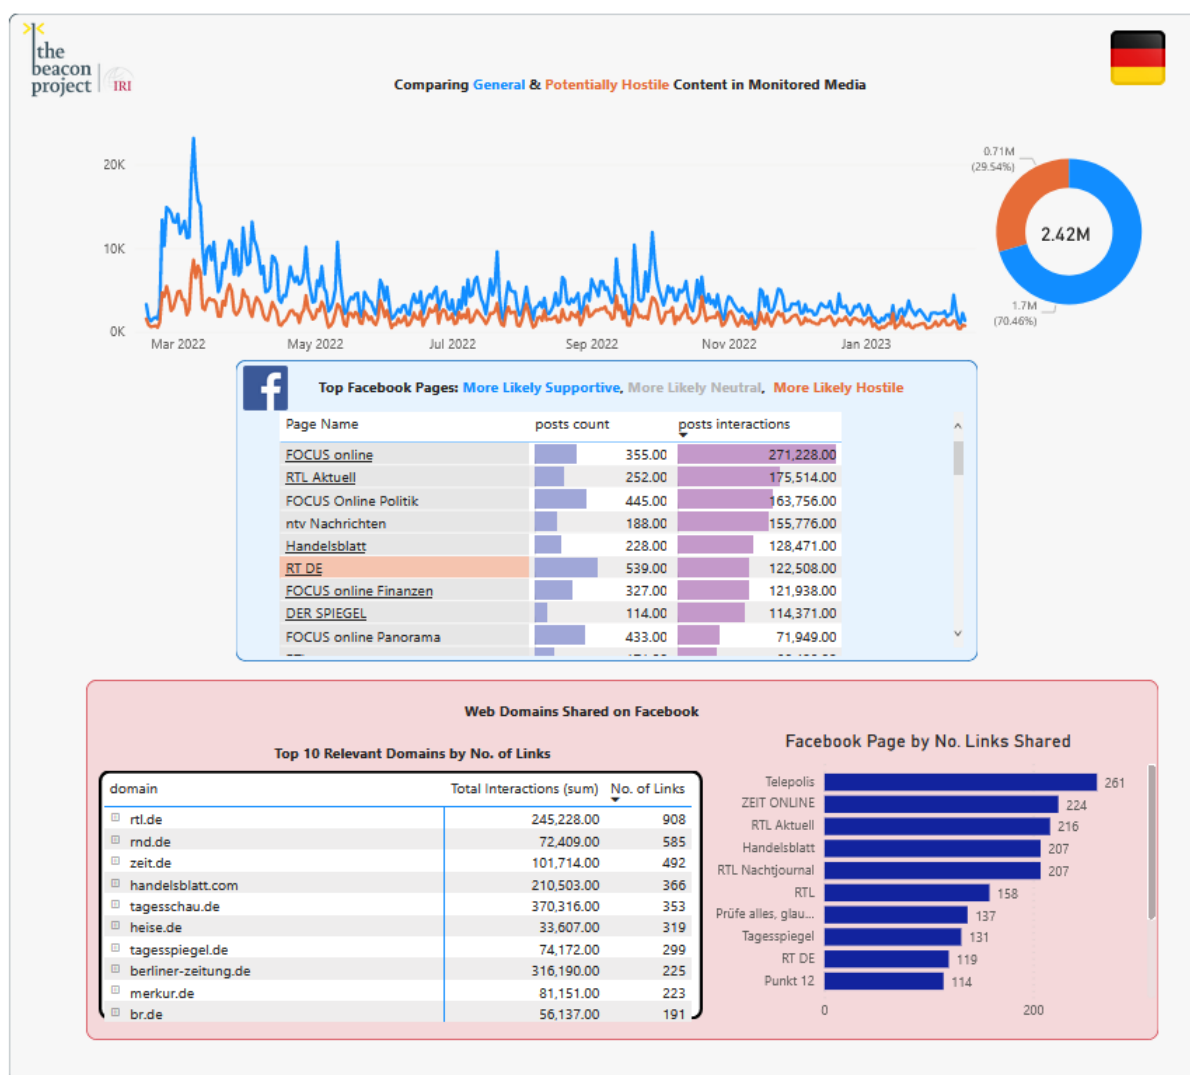 the
beacon
project
IRI
Comparing General & Potentially Hostile Content in Monitored Media
20K
10K
0K
Mar 2022 May 2022 Jul 2022 Sep 2022 Nov 2022 Jan 2023
0.71M
(29.54%)
2.42M
1.7M
(70.46%)
Top Facebook Pages: More Likely Supportive, More Likely Neutral, More Likely Hostile
Page Name posts count posts interactions
FOCUS online 355.00 271,228.00
RTL Aktuell 252.00 175,514.00
FOCUS Online Politik 445.00 163,756.00
ntv Nachrichten 188.00 155,776.00
Handelsblatt 228.00 128,471.00
RT DE 539.00 122,508.00
FOCUS online Finanzen 327.00 121,938.00
DER SPIEGEL 114.00 114,371.00
FOCUS online Panorama 433.00 71,949.00
Web Domains Shared on Facebook
Top 10 Relevant Domains by No. of Links
domain Total Interactions (sum) No. of Links
rtl.de 245,228.00 908
rnd.de 72,409.00 585
zeit.de 101,714.00 492
handelsblatt.com 210,503.00 366
tagesschau.de 370,316.00 353
heise.de 33,607.00 319
tagesspiegel.de 74,172.00 299
berliner-zeitung.de 316,190.00 225
merkur.de 81,151.00 223
br.de 56,137.00 191
Facebook Page by No. Links Shared
Telepolis 261
ZEIT ONLINE 224
RTL Aktuell 216
Handelsblatt 207
RTL Nachtjournal 207
RTL 158
Prüfe alles, glau... 137
Tagesspiegel 131
RT DE 119
Punkt 12 114
0 200